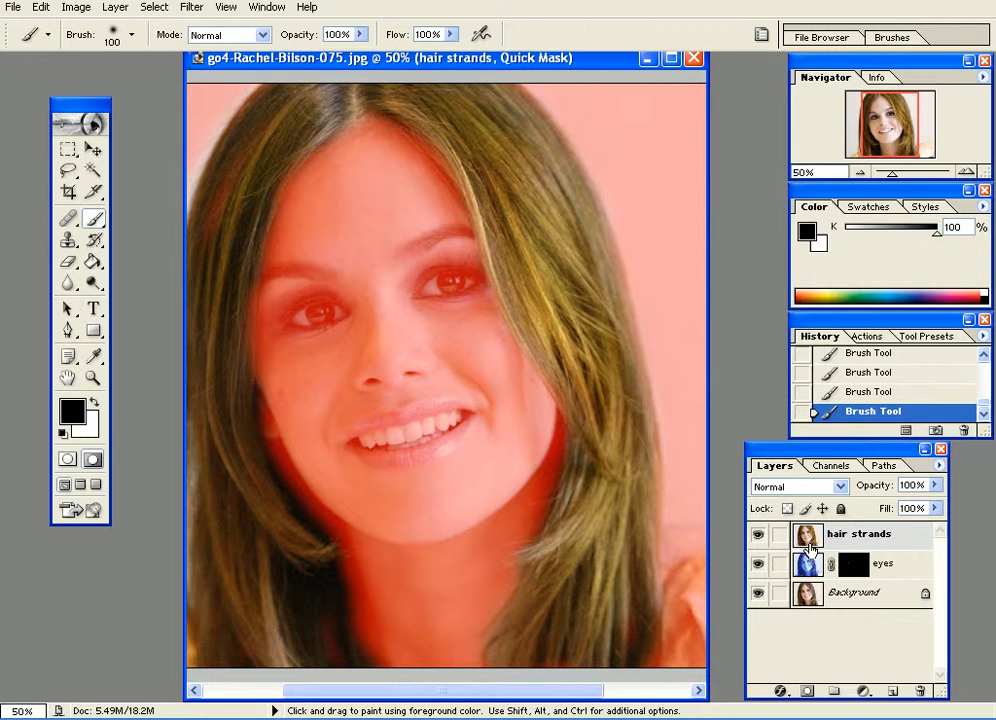 File Edit Image Layer Select Filter View Window Help
Brush: 100 Mode: Normal Opacity: 100% Flow: 100% File Browser Brushes
go4-Rachel-Bilson-075.jpg @ 50% (hair strands, Quick Mask)
Navigator Info
50%
Color Swatches Styles
K 100 %
History Actions Tool Presets
Brush Tool
Brush Tool
Brush Tool
Brush Tool
Layers Channels Paths
Normal Opacity: 100%
Lock: Fill: 100%
hair strands
eyes
Background
T
50% Doc: 5.49M/18.2M Click and drag to paint using foreground color. Use Shift, Alt, and Ctrl for additional options.